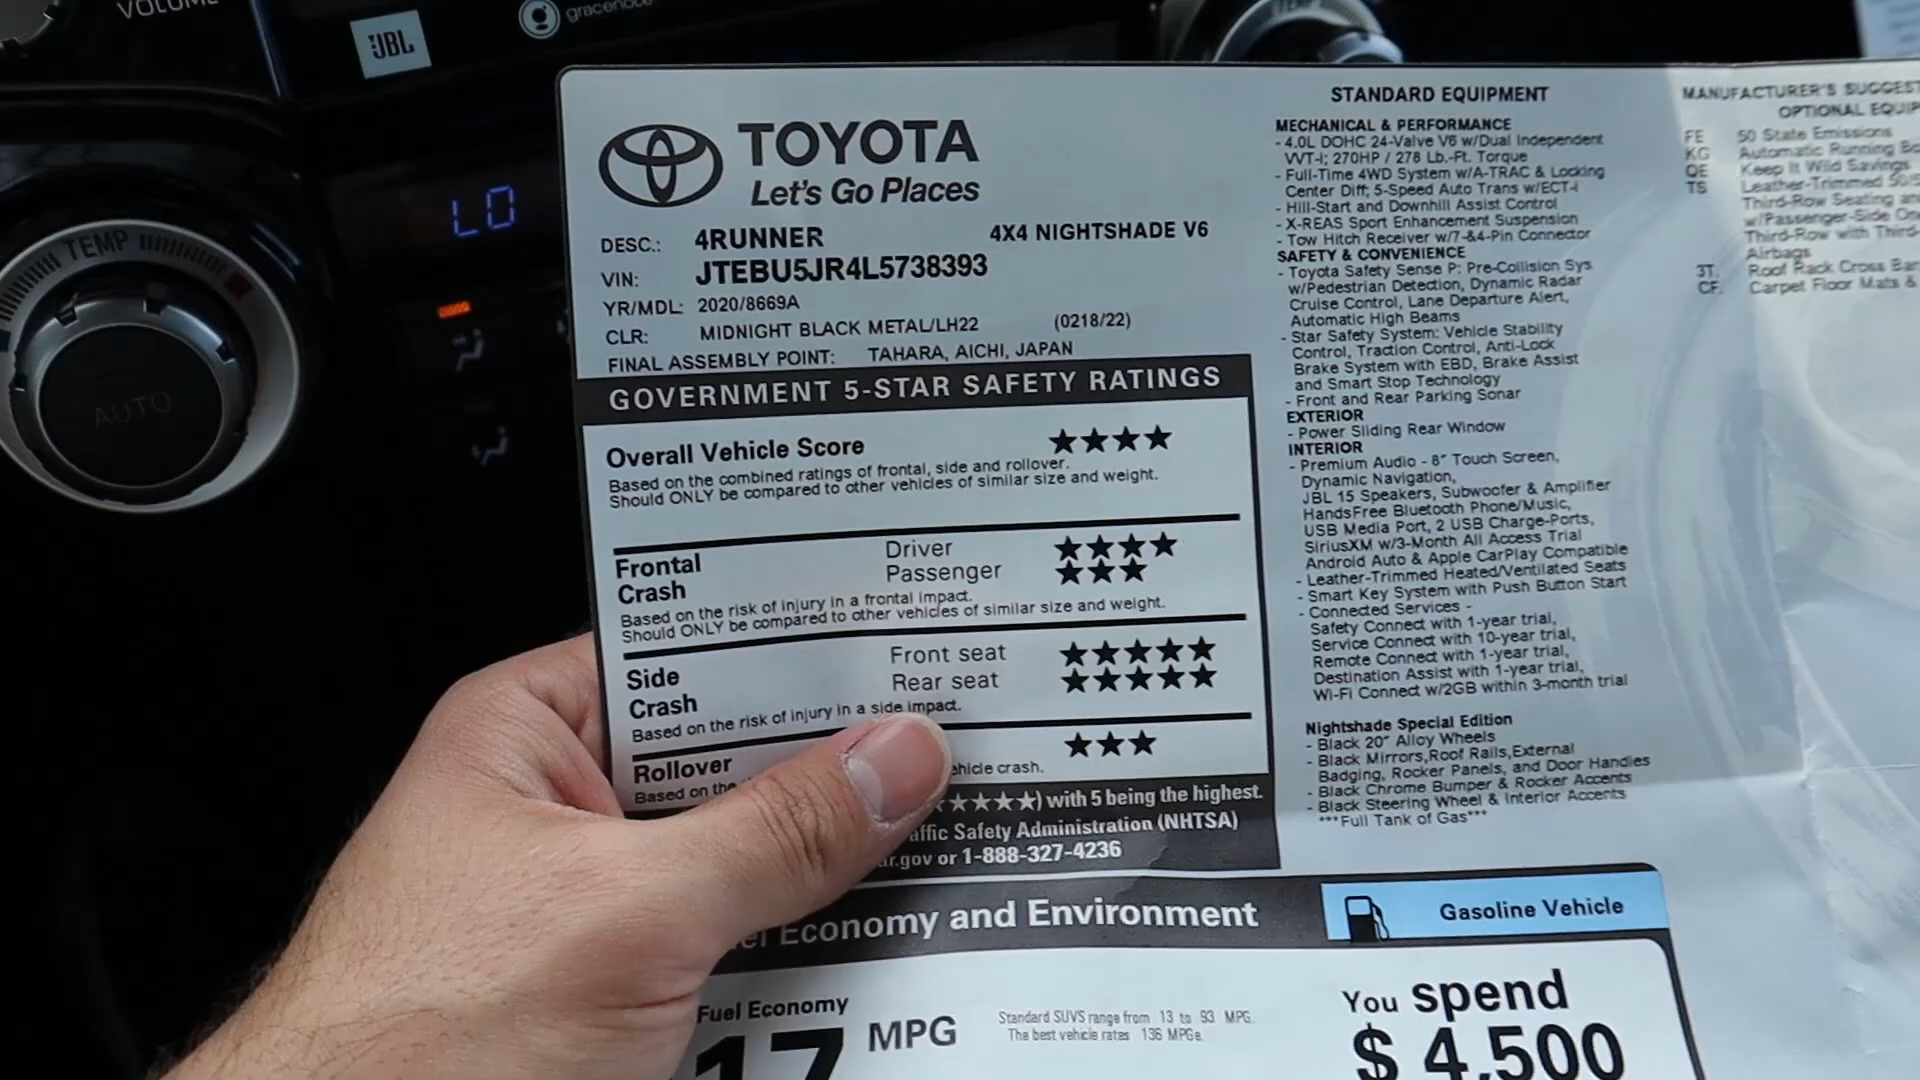 VOLUME
JBL
gracenote
TEMP
LO
AUTO
TOYOTA
Let's Go Places
DESC.: 4RUNNER 4X4 NIGHTSHADE V6
VIN: JTEBU5JR4L5738393
YR/MDL: 2020/8669A
CLR: MIDNIGHT BLACK METAL/LH22 (0218/22)
FINAL ASSEMBLY POINT: TAHARA, AICHI, JAPAN
GOVERNMENT 5-STAR SAFETY RATINGS
Overall Vehicle Score ★★★★
Based on the combined ratings of frontal, side and rollover.
Should ONLY be compared to other vehicles of similar size and weight.
Frontal Crash Driver ★★★★
Passenger ★★★
Based on the risk of injury in a frontal impact.
Should ONLY be compared to other vehicles of similar size and weight.
Side Crash Front seat ★★★★★
Rear seat ★★★★★
Based on the risk of injury in a side impact.
Rollover ★★★
Based on the
vehicle crash.
★★★★★) with 5 being the highest.
Traffic Safety Administration (NHTSA)
.gov or 1-888-327-4236
Economy and Environment
Gasoline Vehicle
Fuel Economy
17 MPG
Standard SUVS range from 13 to 93 MPG.
The best vehicle rates 136 MPGe.
You spend
$4,500
STANDARD EQUIPMENT
MECHANICAL & PERFORMANCE
- 4.0L DOHC 24-Valve V6 w/Dual Independent
VVT-i; 270HP / 278 Lb.-Ft. Torque
- Full-Time 4WD System w/A-TRAC & Locking
Center Diff; 5-Speed Auto Trans w/ECT-i
- Hill-Start and Downhill Assist Control
- X-REAS Sport Enhancement Suspension
- Tow Hitch Receiver w/7-&4-Pin Connector
SAFETY & CONVENIENCE
- Toyota Safety Sense P: Pre-Collision Sys
w/Pedestrian Detection, Dynamic Radar
Cruise Control, Lane Departure Alert,
Automatic High Beams
- Star Safety System: Vehicle Stability
Control, Traction Control, Anti-Lock
Brake System with EBD, Brake Assist
and Smart Stop Technology
- Front and Rear Parking Sonar
EXTERIOR
- Power Sliding Rear Window
INTERIOR
- Premium Audio - 8" Touch Screen,
Dynamic Navigation,
JBL 15 Speakers, Subwoofer & Amplifier
HandsFree Bluetooth Phone/Music,
USB Media Port, 2 USB Charge-Ports,
SiriusXM w/3-Month All Access Trial
Android Auto & Apple CarPlay Compatible
- Leather-Trimmed Heated/Ventilated Seats
- Smart Key System with Push Button Start
- Connected Services -
Safety Connect with 1-year trial,
Service Connect with 10-year trial,
Remote Connect with 1-year trial,
Destination Assist with 1-year trial,
Wi-Fi Connect w/2GB within 3-month trial
Nightshade Special Edition
- Black 20" Alloy Wheels
- Black Mirrors,Roof Rails,External
Badging, Rocker Panels, and Door Handles
- Black Chrome Bumper & Rocker Accents
- Black Steering Wheel & Interior Accents
***Full Tank of Gas***
MANUFACTURER'S SUGGEST
OPTIONAL EQUIP
FE 50 State Emissions
KG Automatic Running Bo
QE Keep It Wild Savings
TS Leather-Trimmed 50/5
Third-Row Seating and
w/Passenger-Side One
Third-Row with Third-
Airbags
3T. Roof Rack Cross Bar
CF. Carpet Floor Mats &